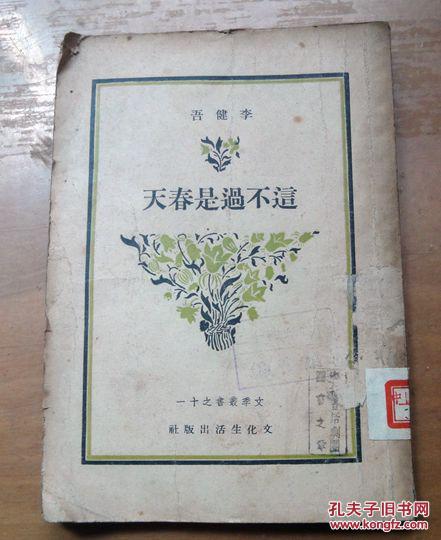 李健吾
這不過是春天
文季叢書之十一
文化生活出版社
孔夫子旧书网
www.kongfz.com